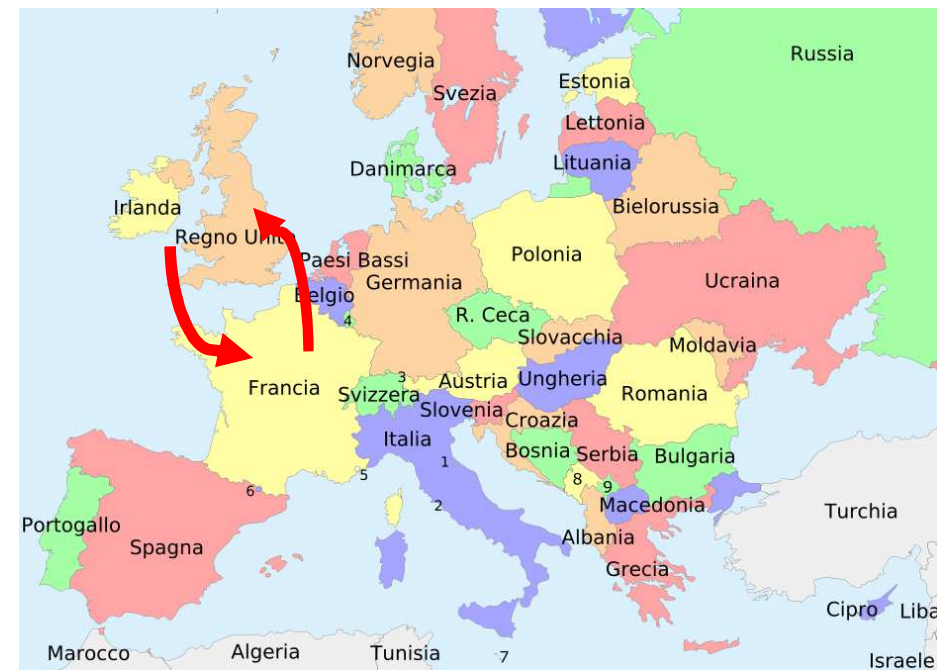 Russia
Norvegia
Estonia
Svezia
Lettonia
Lituania
Danimarca
Bielorussia
Irlanda
Regno Unit
Polonia
Paesi Bassi
Germania
Ucraina
Belgio
4
R. Ceca
Slovacchia
Moldavia
3
Francia
Svizzera
Austria
Ungheria
Romania
Slovenia
Croazia
Italia
Bosnia
Serbia
Bulgaria
1
5
8
9
6
2
Macedonia
Portogallo
Turchia
Spagna
Albania
Grecia
Cipro
Liba
Marocco
Algeria
Tunisia
7
Israele